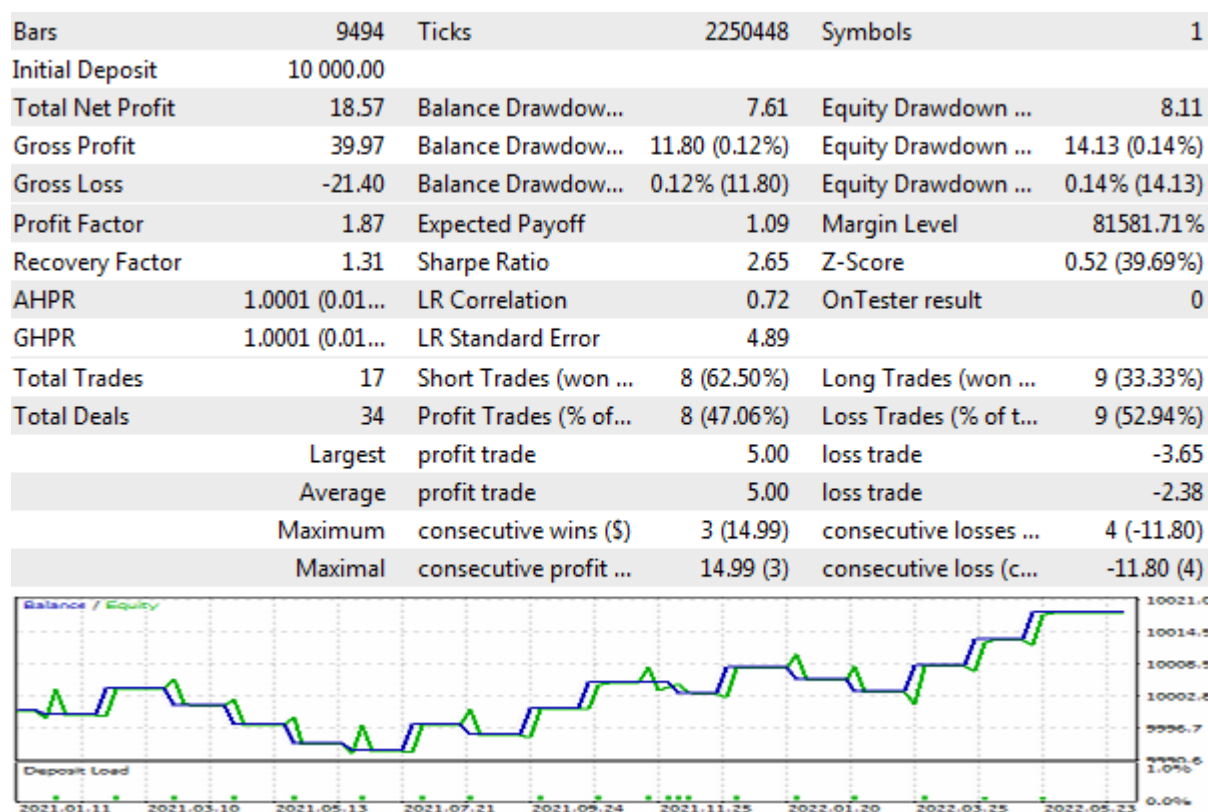 Bars 9494 Ticks 2250448 Symbols 1
Initial Deposit 10 000.00
Total Net Profit 18.57 Balance Drawdow... 7.61 Equity Drawdown ... 8.11
Gross Profit 39.97 Balance Drawdow... 11.80 (0.12%) Equity Drawdown ... 14.13 (0.14%)
Gross Loss -21.40 Balance Drawdow... 0.12% (11.80) Equity Drawdown ... 0.14% (14.13)
Profit Factor 1.87 Expected Payoff 1.09 Margin Level 81581.71%
Recovery Factor 1.31 Sharpe Ratio 2.65 Z-Score 0.52 (39.69%)
AHPR 1.0001 (0.01... LR Correlation 0.72 OnTester result 0
GHPR 1.0001 (0.01... LR Standard Error 4.89
Total Trades 17 Short Trades (won ... 8 (62.50%) Long Trades (won ... 9 (33.33%)
Total Deals 34 Profit Trades (% of... 8 (47.06%) Loss Trades (% of t... 9 (52.94%)
Largest profit trade 5.00 loss trade -3.65
Average profit trade 5.00 loss trade -2.38
Maximum consecutive wins ($) 3 (14.99) consecutive losses ... 4 (-11.80)
Maximal consecutive profit ... 14.99 (3) consecutive loss (c... -11.80 (4)
Balance / Equity
10021.0
10014.9
10008.9
10002.8
9996.7
9990.6
Deposit Load
1.0%
0.0%
2021.01.11 2021.03.10 2021.05.13 2021.07.21 2021.09.24 2021.11.25 2022.01.20 2022.03.25 2022.05.23